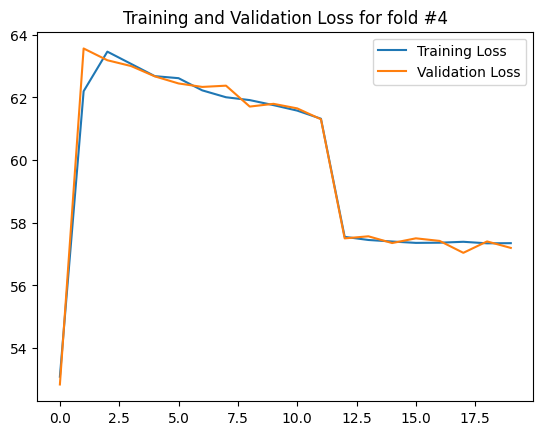 Training and Validation Loss for fold #4
Training Loss
Validation Loss
64
62
60
58
56
54
0.0 2.5 5.0 7.5 10.0 12.5 15.0 17.5